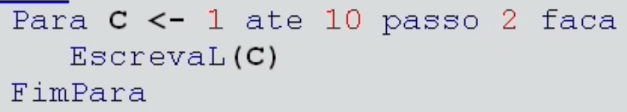 Para C <- 1 ate 10 passo 2 faca
EscrevaL(C)
FimPara